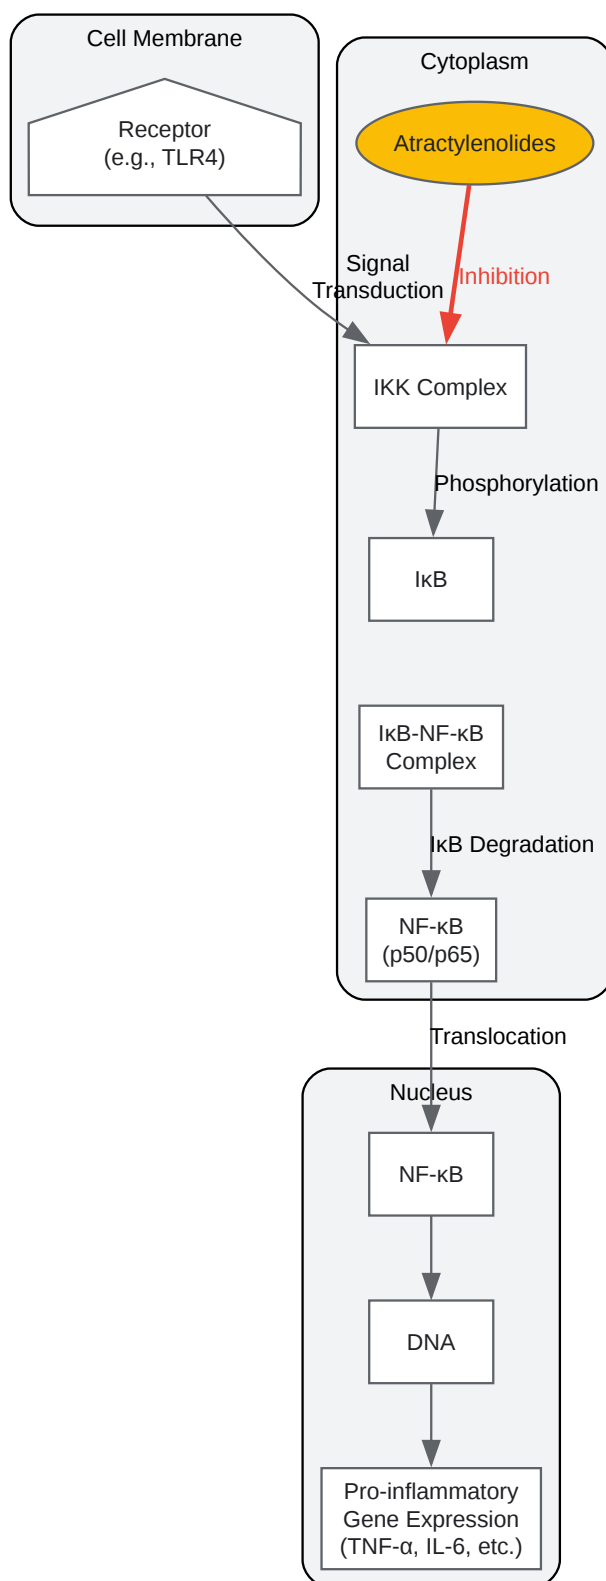 Cell Membrane
Receptor
(e.g., TLR4)
Cytoplasm
Atractylenolides
Signal
Transduction
Inhibition
IKK Complex
Phosphorylation
IκB
IκB-NF-κB
Complex
IκB Degradation
NF-κB
(p50/p65)
Translocation
Nucleus
NF-κB
DNA
Pro-inflammatory
Gene Expression
(TNF-α, IL-6, etc.)